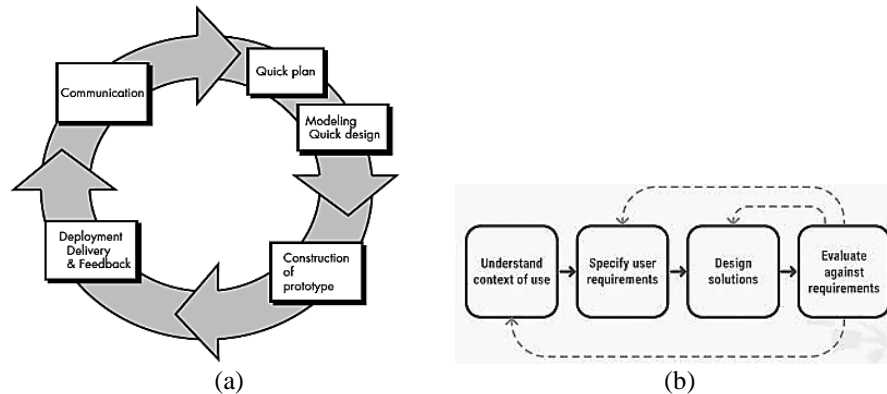 Communication
Quick plan
Modeling
Quick design
Construction
of
prototype
Deployment
Delivery
& Feedback
(a)
Understand
context of use
Specify user
requirements
Design
solutions
Evaluate
against
requirements
(b)